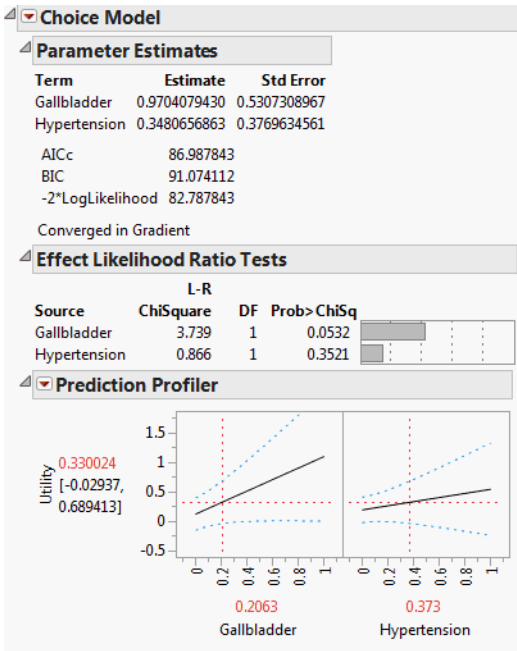 Choice Model
Parameter Estimates
Term Estimate Std Error
Gallbladder 0.9704079430 0.5307308967
Hypertension 0.3480656863 0.3769634561
AICc 86.987843
BIC 91.074112
-2*LogLikelihood 82.787843
Converged in Gradient
Effect Likelihood Ratio Tests
L-R
Source ChiSquare DF Prob>ChiSq
Gallbladder 3.739 1 0.0532
Hypertension 0.866 1 0.3521
Prediction Profiler
Utility
0.330024
[-0.02937,
0.689413]
1.5
1
0.5
0
-0.5
0 0.2 0.4 0.6 0.8 1 0 0.2 0.4 0.6 0.8 1
0.2063 0.373
Gallbladder Hypertension